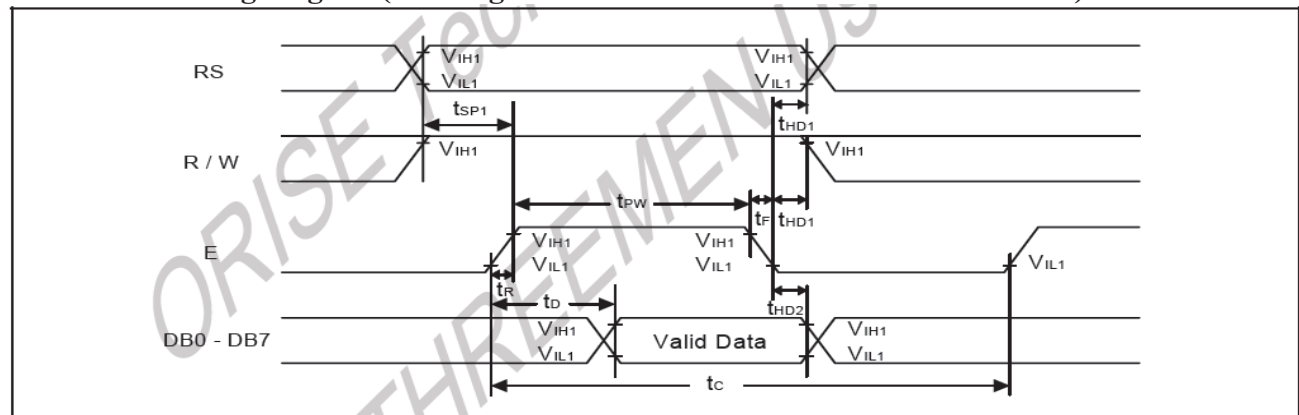 RS
VIH1
VIL1
VIH1
VIL1
tSP1
tHD1
R / W
VIH1
VIH1
tPW
tF
tHD1
E
VIH1
VIL1
VIH1
VIL1
VIL1
tR
tD
tHD2
DB0 - DB7
VIH1
VIL1
Valid Data
VIH1
VIL1
tC
ORISE Tec
THREEMEN U